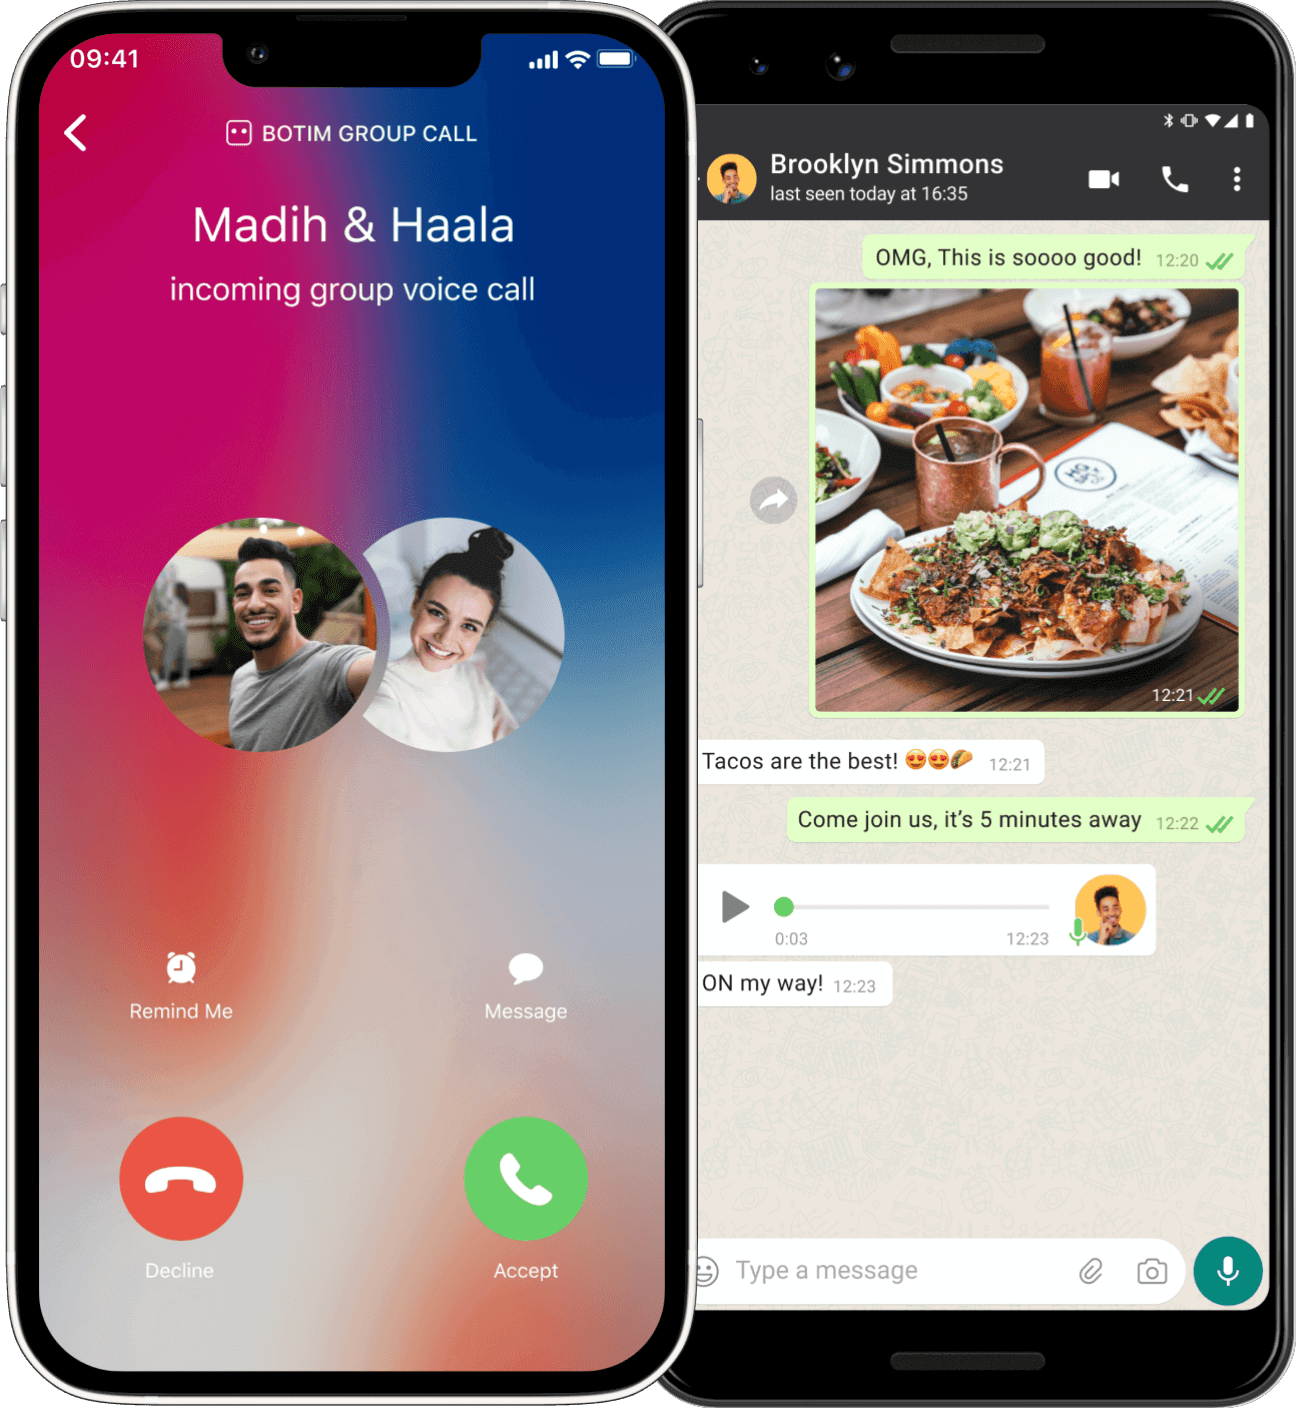 09:41
BOTIM GROUP CALL
Madih & Haala
incoming group voice call
Remind Me
Message
Decline
Accept
Brooklyn Simmons
last seen today at 16:35
OMG, This is soooo good! 12:20
12:21
Tacos are the best! 😍😍🌮 12:21
Come join us, it’s 5 minutes away 12:22
0:03 12:23
ON my way! 12:23
Type a message